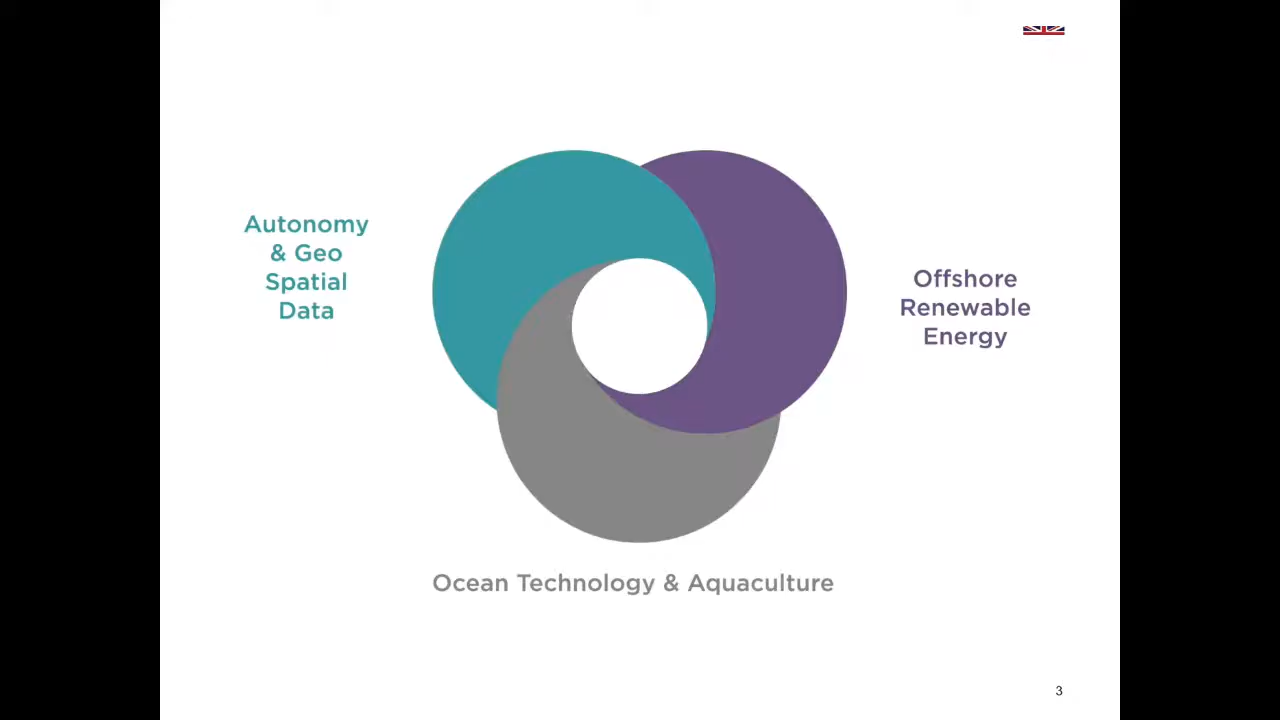 Autonomy
& Geo
Spatial
Data
Offshore
Renewable
Energy
Ocean Technology & Aquaculture
3